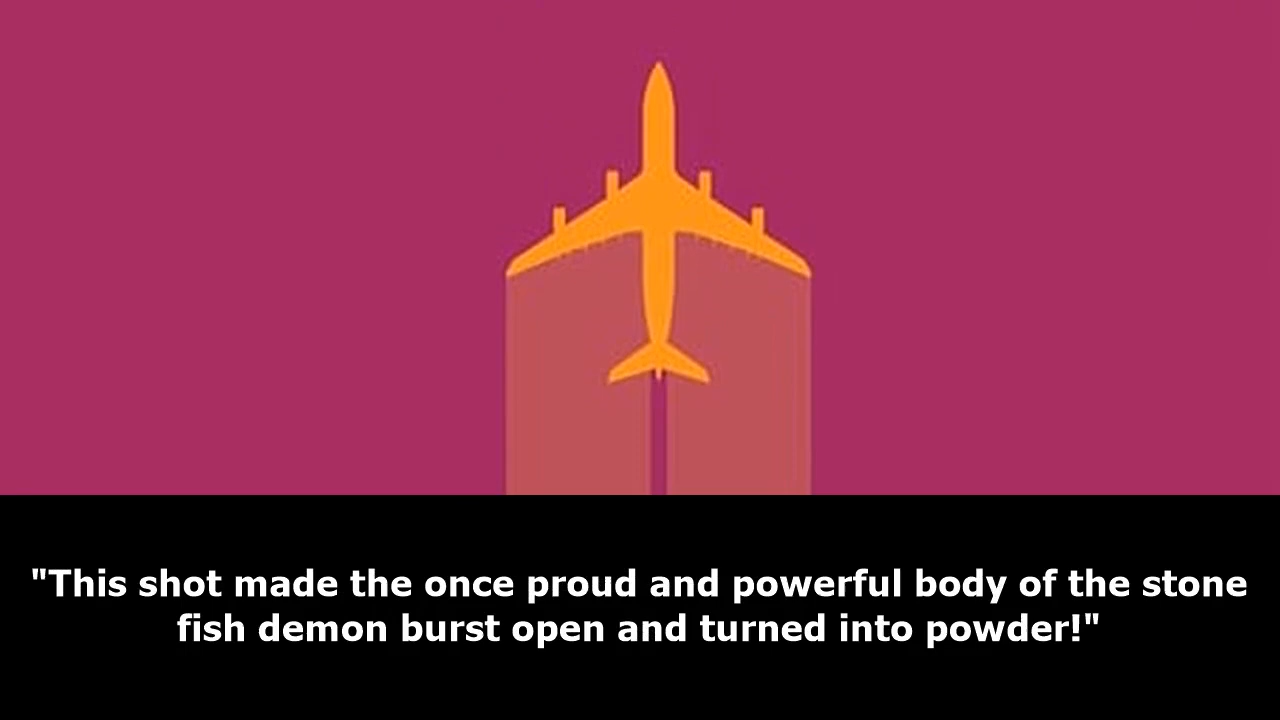 "This shot made the once proud and powerful body of the stone
fish demon burst open and turned into powder!"